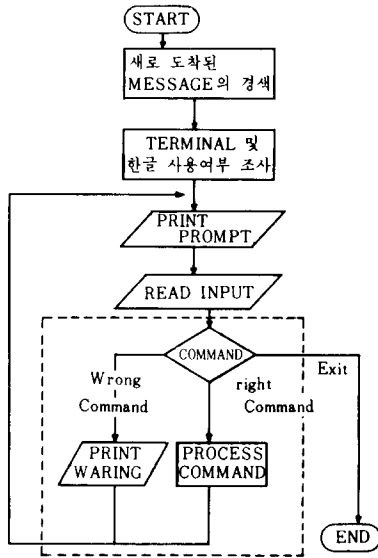 START
새로 도착된
MESSAGE의 경색
TERMINAL 및
한글 사용여부 조사
PRINT
PROMPT
READ INPUT
COMMAND
Wrong
Command
right
Command
Exit
PRINT
WARING
PROCESS
COMMAND
END